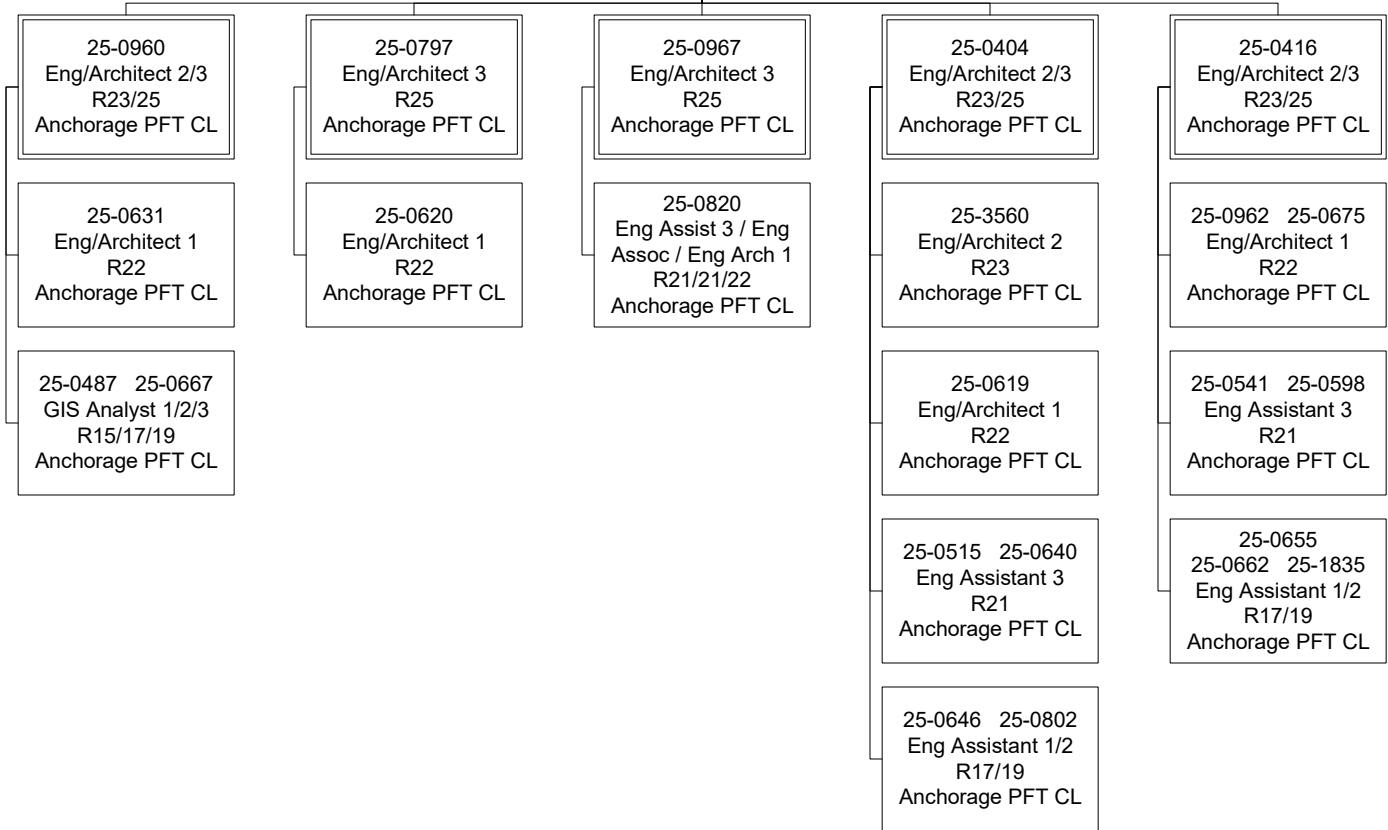 25-0960
Eng/Architect 2/3
R23/25
Anchorage PFT CL
25-0631
Eng/Architect 1
R22
Anchorage PFT CL
25-0487 25-0667
GIS Analyst 1/2/3
R15/17/19
Anchorage PFT CL
25-0797
Eng/Architect 3
R25
Anchorage PFT CL
25-0620
Eng/Architect 1
R22
Anchorage PFT CL
25-0967
Eng/Architect 3
R25
Anchorage PFT CL
25-0820
Eng Assist 3 / Eng
Assoc / Eng Arch 1
R21/21/22
Anchorage PFT CL
25-0404
Eng/Architect 2/3
R23/25
Anchorage PFT CL
25-3560
Eng/Architect 2
R23
Anchorage PFT CL
25-0619
Eng/Architect 1
R22
Anchorage PFT CL
25-0515 25-0640
Eng Assistant 3
R21
Anchorage PFT CL
25-0646 25-0802
Eng Assistant 1/2
R17/19
Anchorage PFT CL
25-0416
Eng/Architect 2/3
R23/25
Anchorage PFT CL
25-0962 25-0675
Eng/Architect 1
R22
Anchorage PFT CL
25-0541 25-0598
Eng Assistant 3
R21
Anchorage PFT CL
25-0655
25-0662 25-1835
Eng Assistant 1/2
R17/19
Anchorage PFT CL